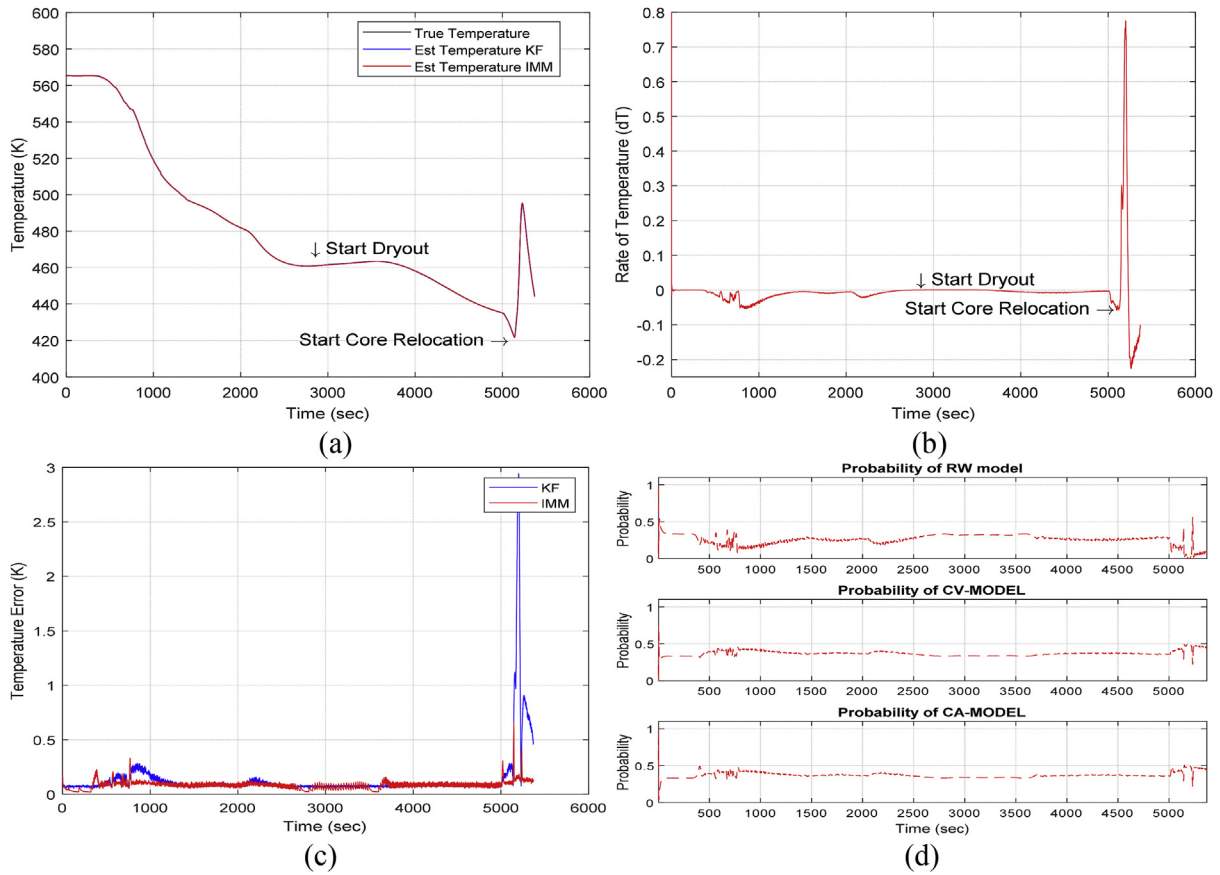 600
580
560
540
520
500
480
460
440
420
400
Temperature (K)
True Temperature
Est Temperature KF
Est Temperature IMM
↓ Start Dryout
Start Core Relocation →
0 1000 2000 3000 4000 5000 6000
Time (sec)
(a)
0.8
0.7
0.6
0.5
0.4
0.3
0.2
0.1
0
-0.1
-0.2
Rate of Temperature (dT)
↓ Start Dryout
Start Core Relocation →
0 1000 2000 3000 4000 5000 6000
Time (sec)
(b)
3
2.5
2
1.5
1
0.5
0
Temperature Error (K)
KF
IMM
0 1000 2000 3000 4000 5000 6000
Time (sec)
(c)
Probability of RW model
1
0.5
0
Probability
500 1000 1500 2000 2500 3000 3500 4000 4500 5000
Probability of CV-MODEL
1
0.5
0
Probability
500 1000 1500 2000 2500 3000 3500 4000 4500 5000
Probability of CA-MODEL
1
0.5
0
Probability
500 1000 1500 2000 2500 3000 3500 4000 4500 5000
Time (sec)
(d)